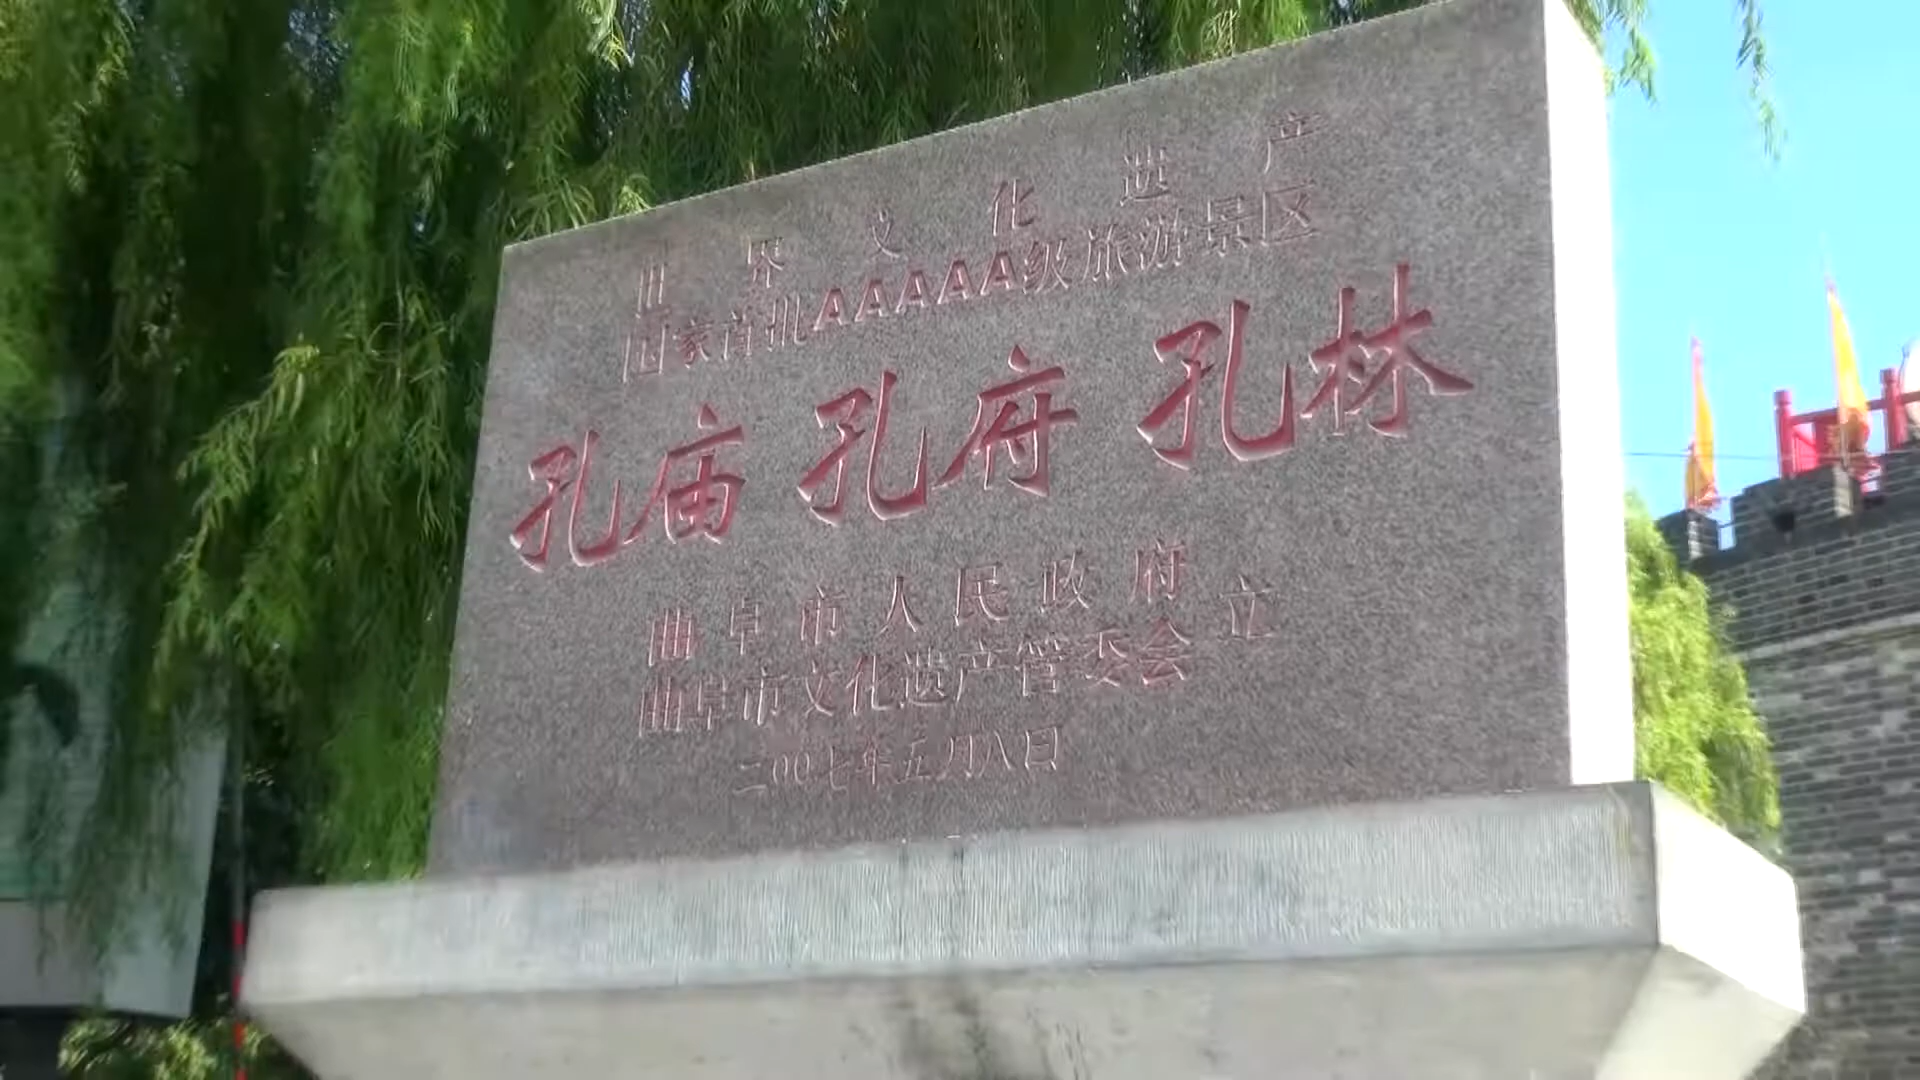 世界文化遗产
国家首批AAAAA级旅游景区
孔庙 孔府 孔林
曲阜市人民政府
曲阜市文化遗产管委会 立
二00七年五月八日